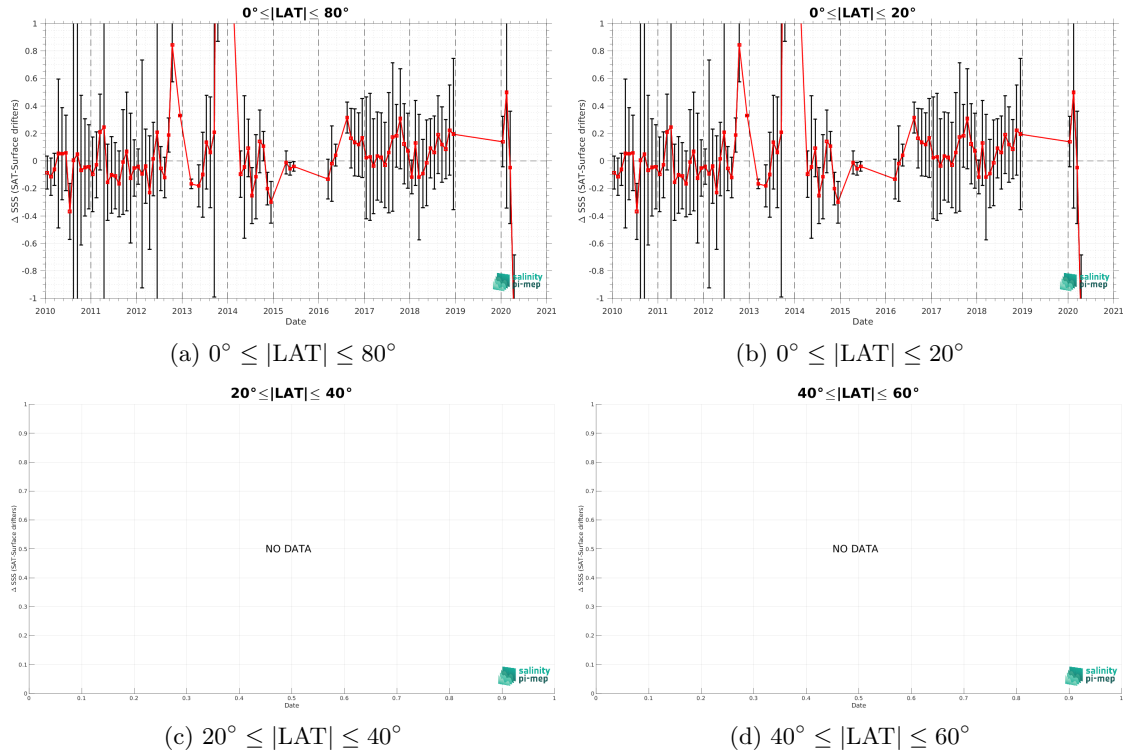 0°≤|LAT|≤ 80°
1
0.8
0.6
0.4
0.2
0
-0.2
-0.4
-0.6
-0.8
-1
Δ SSS (SAT-Surface drifters)
2010 2011 2012 2013 2014 2015 2016 2017 2018 2019 2020 2021
Date
salinity
pi-mep
(a) 0° ≤ |LAT| ≤ 80°
0°≤|LAT|≤ 20°
1
0.8
0.6
0.4
0.2
0
-0.2
-0.4
-0.6
-0.8
-1
Δ SSS (SAT-Surface drifters)
2010 2011 2012 2013 2014 2015 2016 2017 2018 2019 2020 2021
Date
salinity
pi-mep
(b) 0° ≤ |LAT| ≤ 20°
20°≤|LAT|≤ 40°
1
0.9
0.8
0.7
0.6
0.5
0.4
0.3
0.2
0.1
0
Δ SSS (SAT-Surface drifters)
NO DATA
0 0.1 0.2 0.3 0.4 0.5 0.6 0.7 0.8 0.9 1
Date
salinity
pi-mep
(c) 20° ≤ |LAT| ≤ 40°
40°≤|LAT|≤ 60°
1
0.9
0.8
0.7
0.6
0.5
0.4
0.3
0.2
0.1
0
Δ SSS (SAT-Surface drifters)
NO DATA
0 0.1 0.2 0.3 0.4 0.5 0.6 0.7 0.8 0.9 1
Date
salinity
pi-mep
(d) 40° ≤ |LAT| ≤ 60°